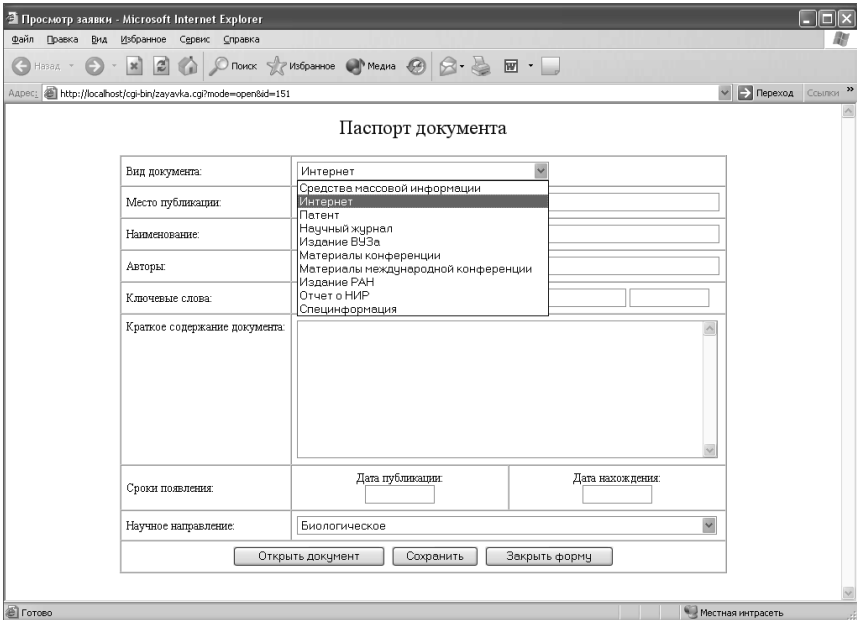 Просмотр заявки - Microsoft Internet Explorer
Файл Правка Вид Избранное Сервис Справка
Назад Поиск Избранное Медиа
Адрес: http://localhost/cgi-bin/zayavka.cgi?mode=open&id=151 Переход Ссылки »
Паспорт документа
Вид документа: Интернет
Средства массовой информации
Место публикации:
Интернет
Патент
Научный журнал
Наименование:
Издание ВУЗа
Материалы конференции
Авторы:
Материалы международной конференции
Издание РАН
Ключевые слова:
Отчет о НИР
Специнформация
Краткое содержание документа:
Сроки появления:
Дата публикации: Дата нахождения:
Научное направление: Биологическое
Открыть документ Сохранить Закрыть форму
Готово Местная интрасеть